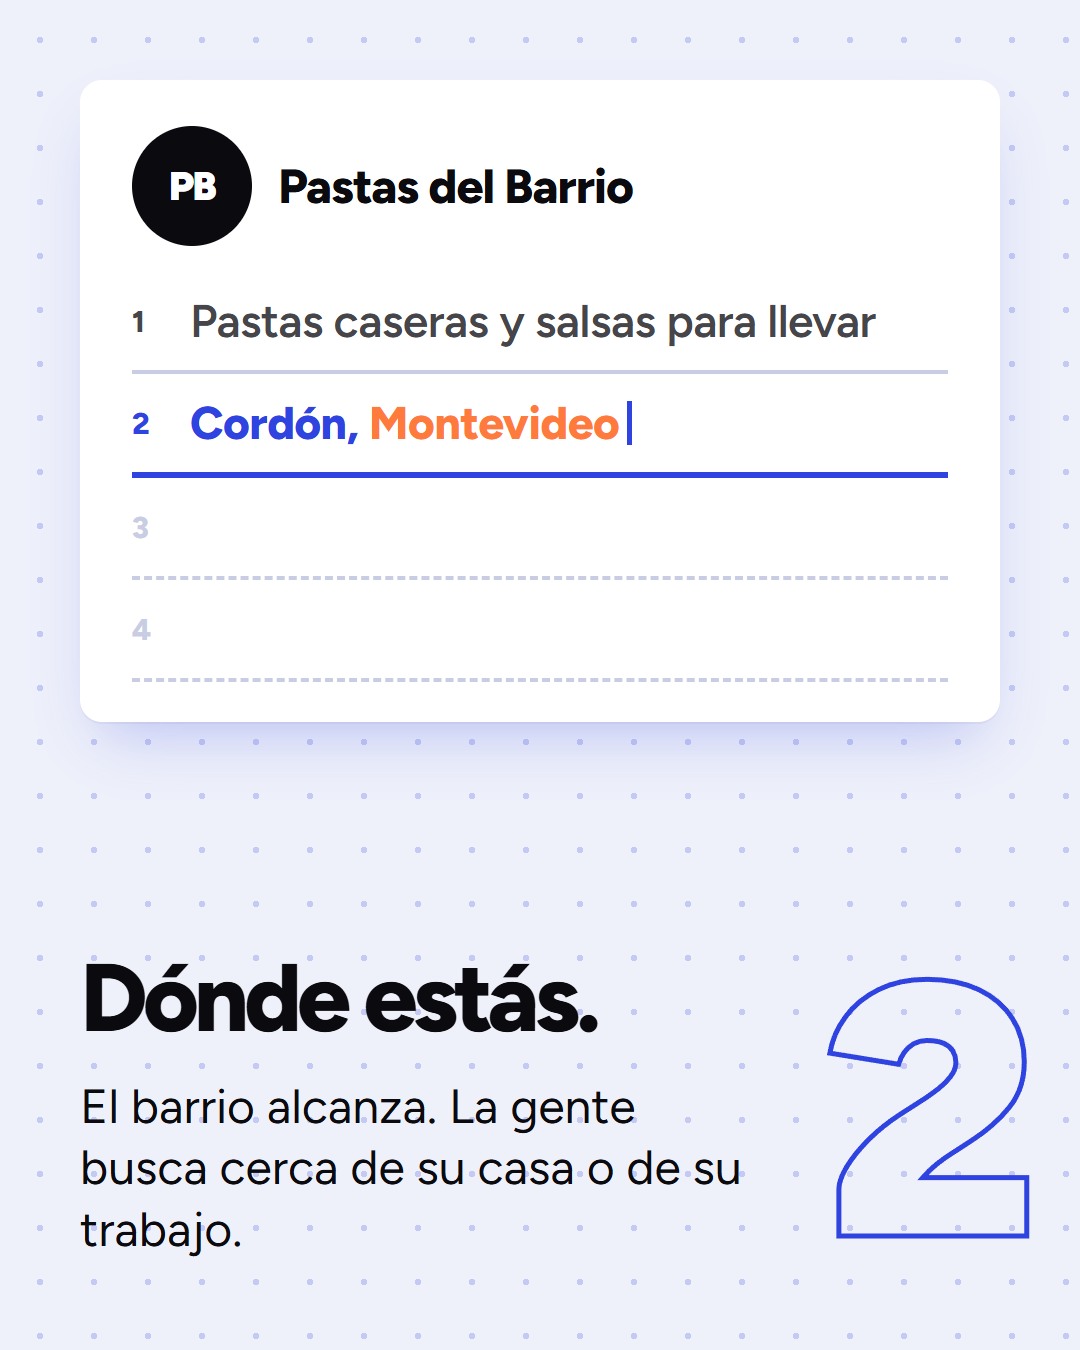 PB
Pastas del Barrio
1 Pastas caseras y salsas para llevar
2 Cordón, Montevideo
3
4
Dónde estás.
El barrio alcanza. La gente
busca cerca de su casa o de su
trabajo.
2